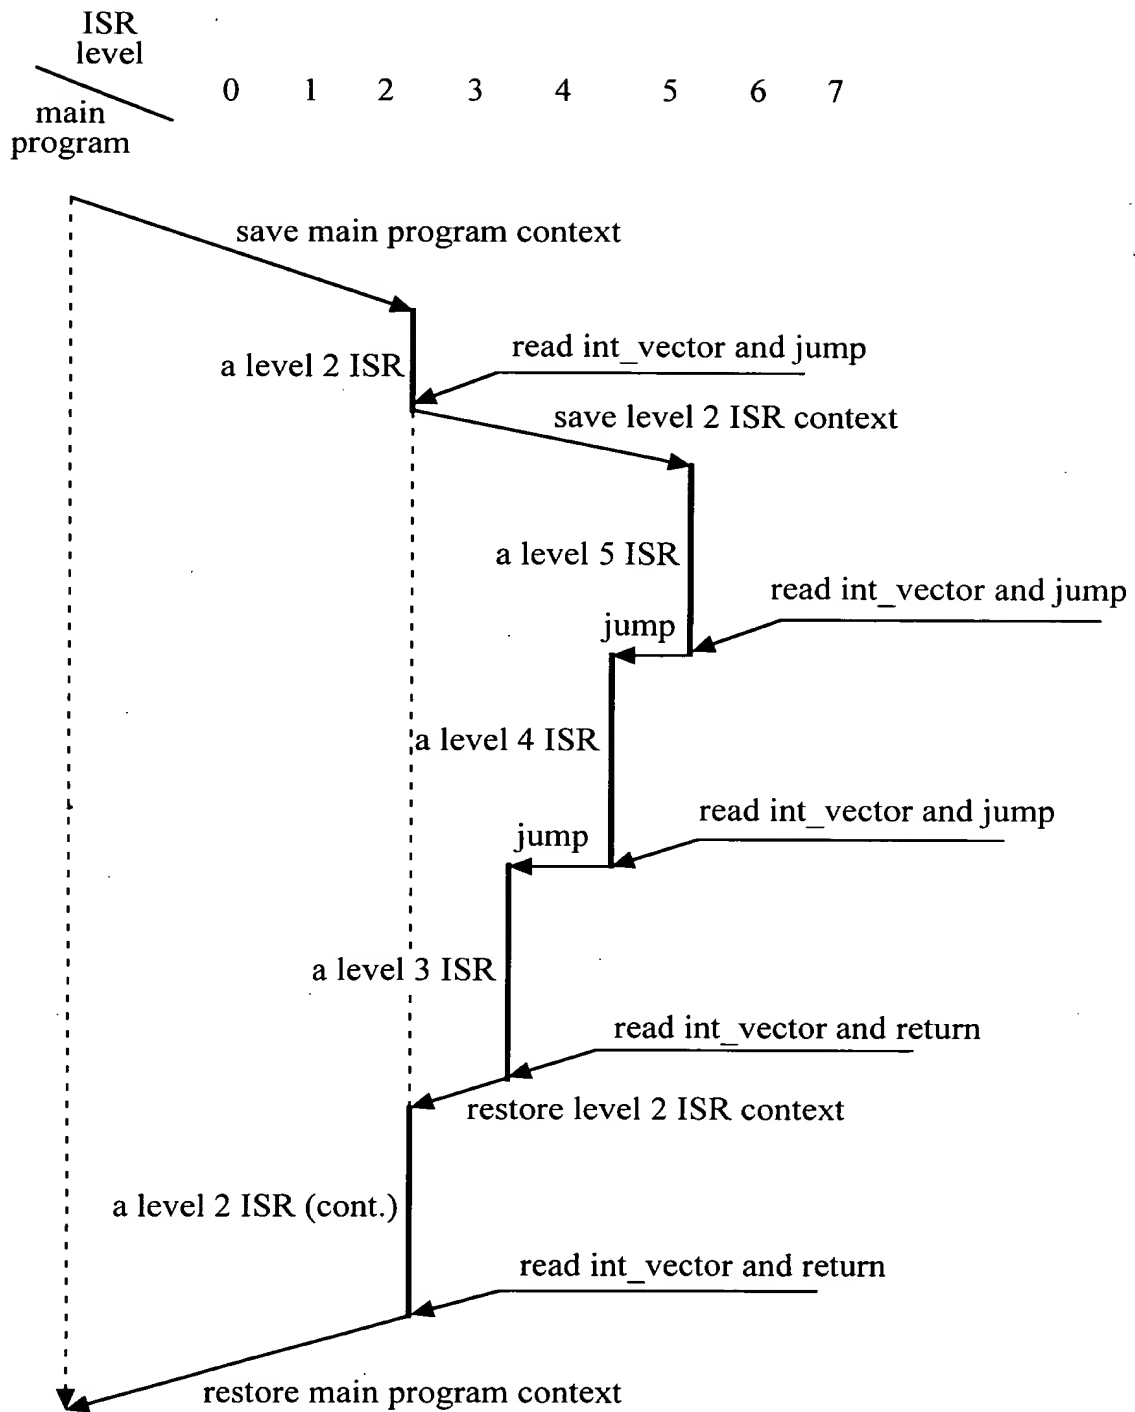 ISR
level
main
program
0 1 2 3 4 5 6 7
save main program context
read int_vector and jump
a level 2 ISR
save level 2 ISR context
a level 5 ISR
read int_vector and jump
jump
a level 4 ISR
read int_vector and jump
jump
a level 3 ISR
read int_vector and return
restore level 2 ISR context
a level 2 ISR (cont.)
read int_vector and return
restore main program context